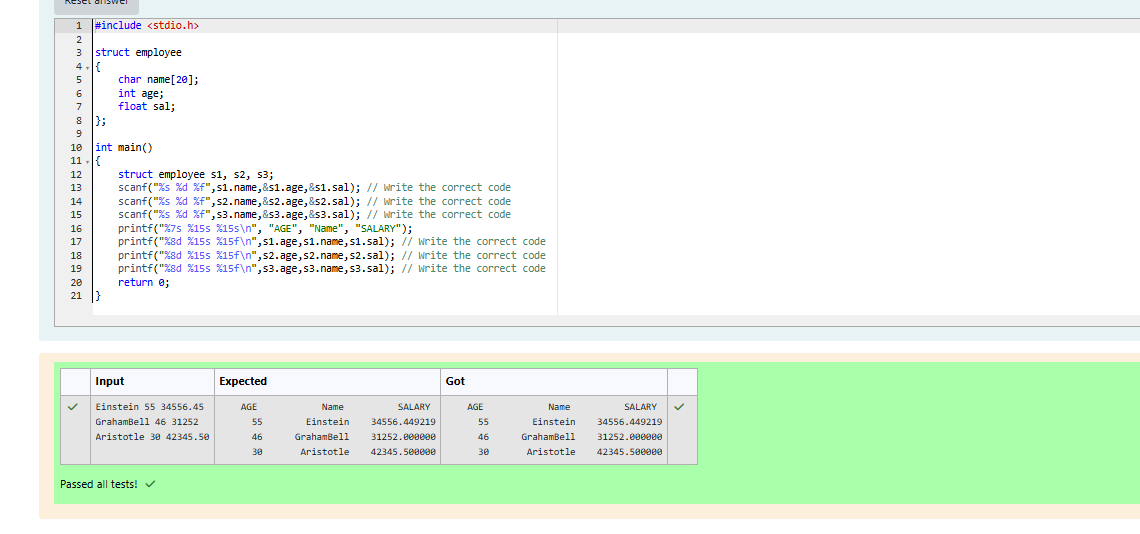 Reset answer
1 #include <stdio.h>
2
3 struct employee
4 {
5 char name[20];
6 int age;
7 float sal;
8 };
9
10 int main()
11 {
12 struct employee s1, s2, s3;
13 scanf("%s %d %f",s1.name,&s1.age,&s1.sal); // Write the correct code
14 scanf("%s %d %f",s2.name,&s2.age,&s2.sal); // Write the correct code
15 scanf("%s %d %f",s3.name,&s3.age,&s3.sal); // Write the correct code
16 printf("%7s %15s %15s\n", "AGE", "Name", "SALARY");
17 printf("%8d %15s %15f\n",s1.age,s1.name,s1.sal); // Write the correct code
18 printf("%8d %15s %15f\n",s2.age,s2.name,s2.sal); // Write the correct code
19 printf("%8d %15s %15f\n",s3.age,s3.name,s3.sal); // Write the correct code
20 return 0;
21 }
Input Expected Got
Einstein 55 34556.45 AGE Name SALARY AGE Name SALARY
GrahamBell 46 31252 55 Einstein 34556.449219 55 Einstein 34556.449219
Aristotle 30 42345.50 46 GrahamBell 31252.000000 46 GrahamBell 31252.000000
30 Aristotle 42345.500000 30 Aristotle 42345.500000
Passed all tests!